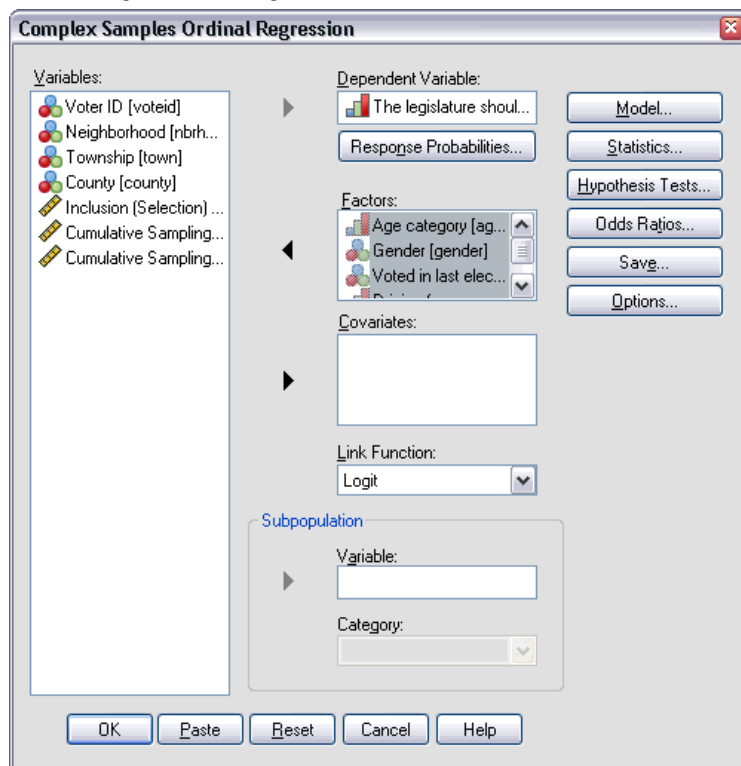 Complex Samples Ordinal Regression
Variables:
Voter ID [voteid]
Neighborhood [nbrh...
Township [town]
County [county]
Inclusion (Selection) ...
Cumulative Sampling...
Cumulative Sampling...
Dependent Variable:
The legislature shoul...
Response Probabilities...
Factors:
Age category [ag...
Gender [gender]
Voted in last elec...
Covariates:
Link Function:
Logit
Subpopulation
Variable:
Category:
Model...
Statistics...
Hypothesis Tests...
Odds Ratios...
Save...
Options...
OK
Paste
Reset
Cancel
Help